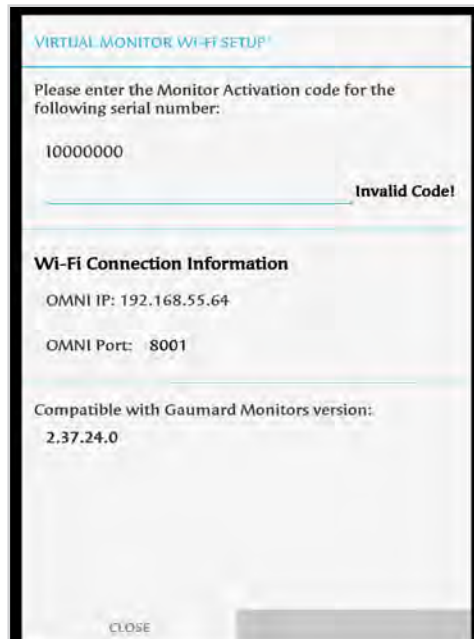 VIRTUAL MONITOR WI-FI SETUP
Please enter the Monitor Activation code for the
following serial number:
10000000
Invalid Code!
Wi-Fi Connection Information
OMNI IP: 192.168.55.64
OMNI Port: 8001
Compatible with Gaumard Monitors version:
2.37.24.0
CLOSE